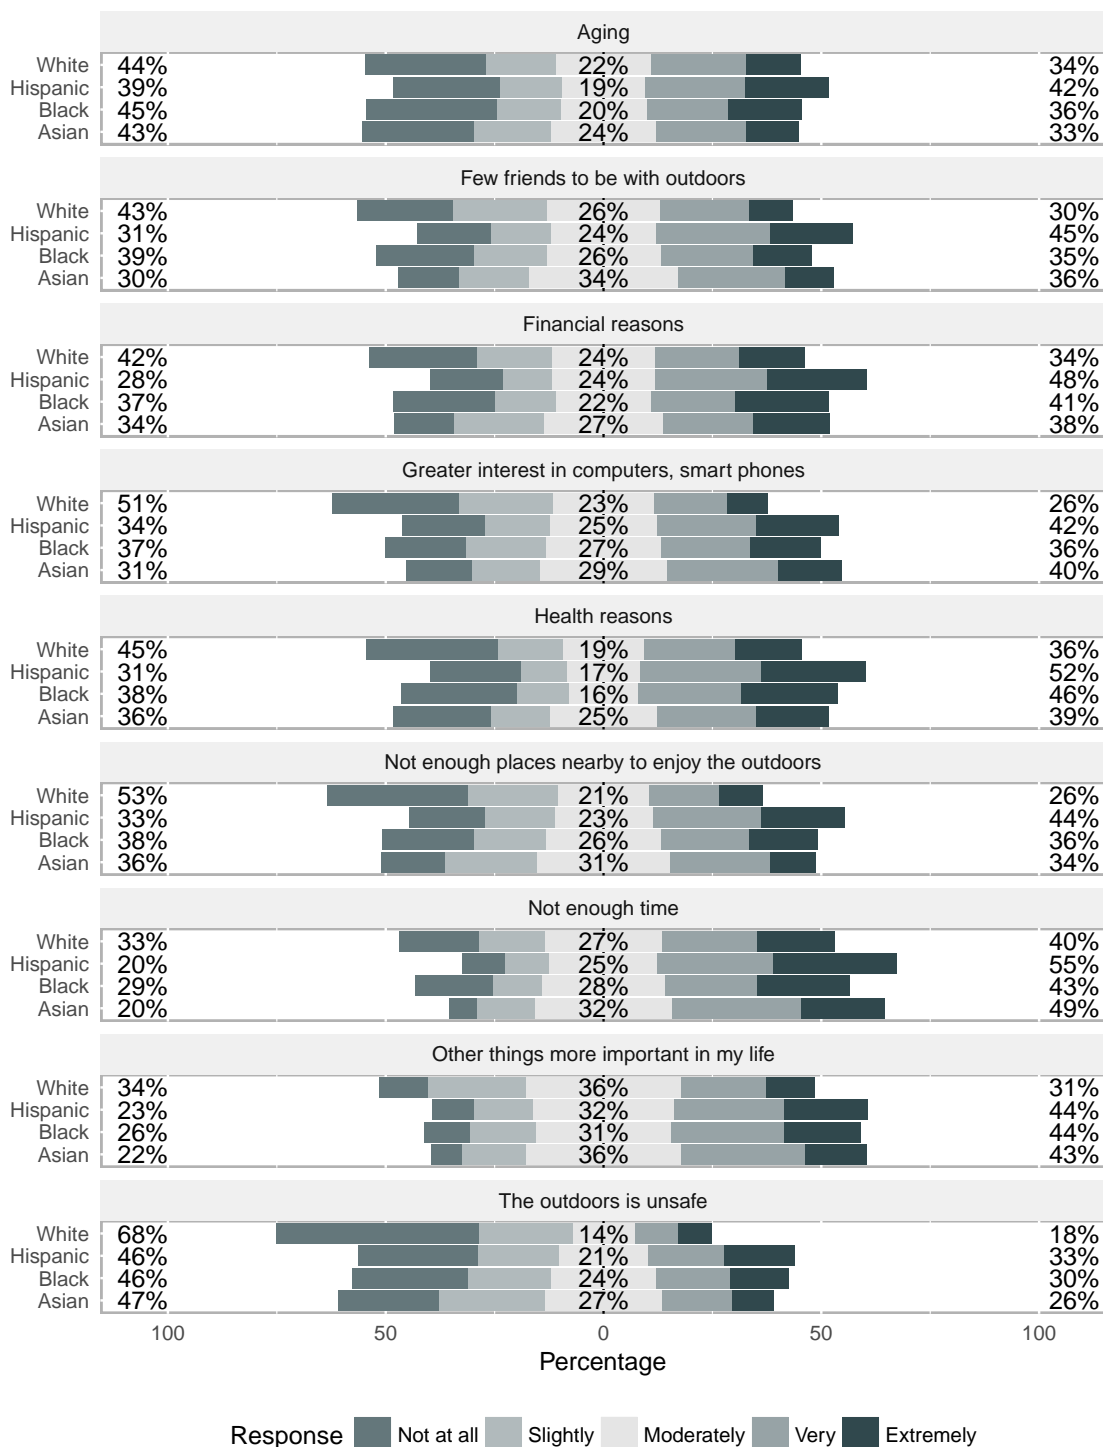 Aging
White 44% 22% 34%
Hispanic 39% 19% 42%
Black 45% 20% 36%
Asian 43% 24% 33%
Few friends to be with outdoors
White 43% 26% 30%
Hispanic 31% 24% 45%
Black 39% 26% 35%
Asian 30% 34% 36%
Financial reasons
White 42% 24% 34%
Hispanic 28% 24% 48%
Black 37% 22% 41%
Asian 34% 27% 38%
Greater interest in computers, smart phones
White 51% 23% 26%
Hispanic 34% 25% 42%
Black 37% 27% 36%
Asian 31% 29% 40%
Health reasons
White 45% 19% 36%
Hispanic 31% 17% 52%
Black 38% 16% 46%
Asian 36% 25% 39%
Not enough places nearby to enjoy the outdoors
White 53% 21% 26%
Hispanic 33% 23% 44%
Black 38% 26% 36%
Asian 36% 31% 34%
Not enough time
White 33% 27% 40%
Hispanic 20% 25% 55%
Black 29% 28% 43%
Asian 20% 32% 49%
Other things more important in my life
White 34% 36% 31%
Hispanic 23% 32% 44%
Black 26% 31% 44%
Asian 22% 36% 43%
The outdoors is unsafe
White 68% 14% 18%
Hispanic 46% 21% 33%
Black 46% 24% 30%
Asian 47% 27% 26%
100 50 0 50 100
Percentage
Response Not at all Slightly Moderately Very Extremely